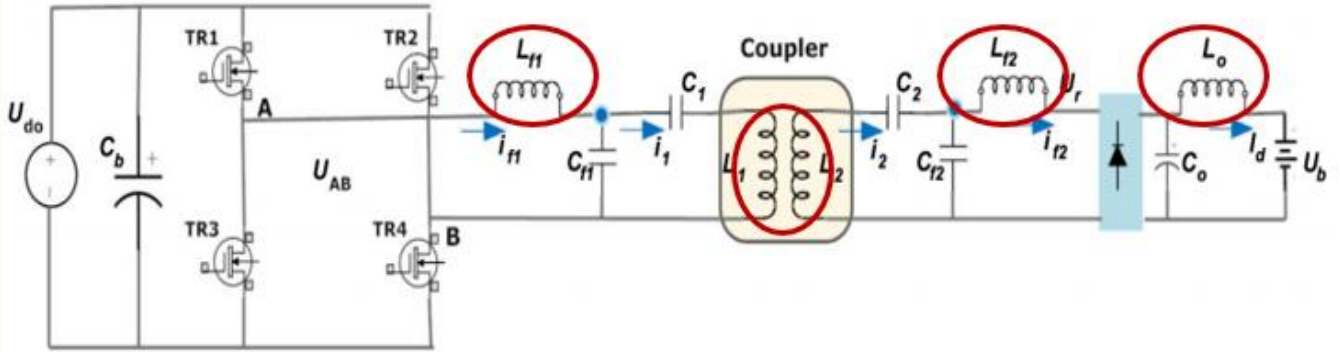 Coupler
TR1
TR2
L_f1
L_f2
L_o
C_1
C_2
U_r
A
U_do
C_b
i_f1
i_1
C_f1
L_1
L_2
i_2
C_f2
i_f2
C_o
I_d
U_b
U_AB
TR3
TR4
B